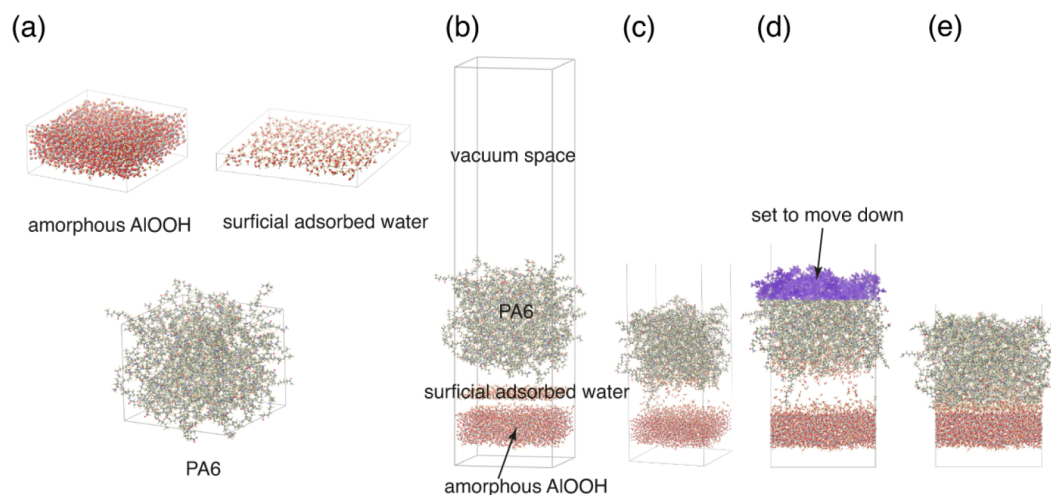 (a)
(b)
(c)
(d)
(e)
vacuum space
set to move down
amorphous AlOOH
surficial adsorbed water
PA6
surficial adsorbed water
PA6
amorphous AlOOH